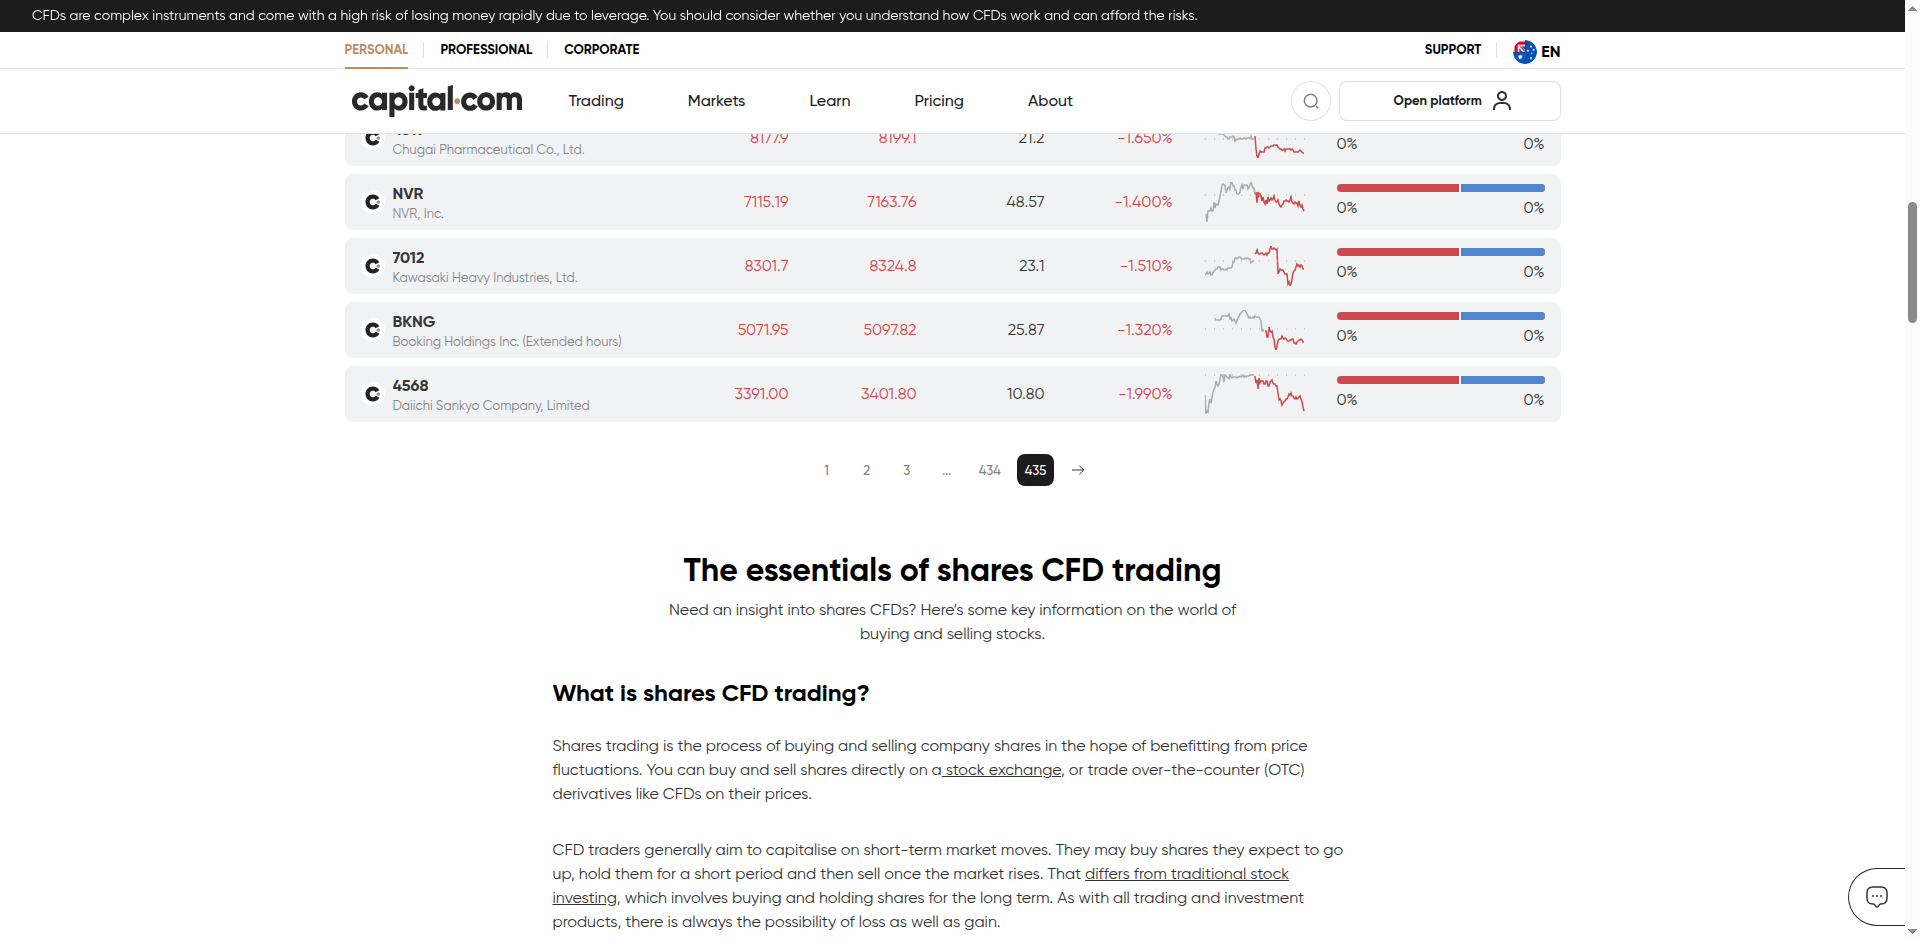 CFDs are complex instruments and come with a high risk of losing money rapidly due to leverage. You should consider whether you understand how CFDs work and can afford the risks.
PERSONAL PROFESSIONAL CORPORATE SUPPORT EN
capital.com Trading Markets Learn Pricing About Open platform
8177.9 8199.1 21.2 -1.650%
Chugai Pharmaceutical Co., Ltd. 0% 0%
NVR 7115.19 7163.76 48.57 -1.400%
NVR, Inc. 0% 0%
7012 8301.7 8324.8 23.1 -1.510%
Kawasaki Heavy Industries, Ltd. 0% 0%
BKNG 5071.95 5097.82 25.87 -1.320%
Booking Holdings Inc. (Extended hours) 0% 0%
4568 3391.00 3401.80 10.80 -1.990%
Daiichi Sankyo Company, Limited 0% 0%
1 2 3 ... 434 435
The essentials of shares CFD trading
Need an insight into shares CFDs? Here's some key information on the world of
buying and selling stocks.
What is shares CFD trading?
Shares trading is the process of buying and selling company shares in the hope of benefitting from price
fluctuations. You can buy and sell shares directly on a stock exchange, or trade over-the-counter (OTC)
derivatives like CFDs on their prices.
CFD traders generally aim to capitalise on short-term market moves. They may buy shares they expect to go
up, hold them for a short period and then sell once the market rises. That differs from traditional stock
investing, which involves buying and holding shares for the long term. As with all trading and investment
products, there is always the possibility of loss as well as gain.